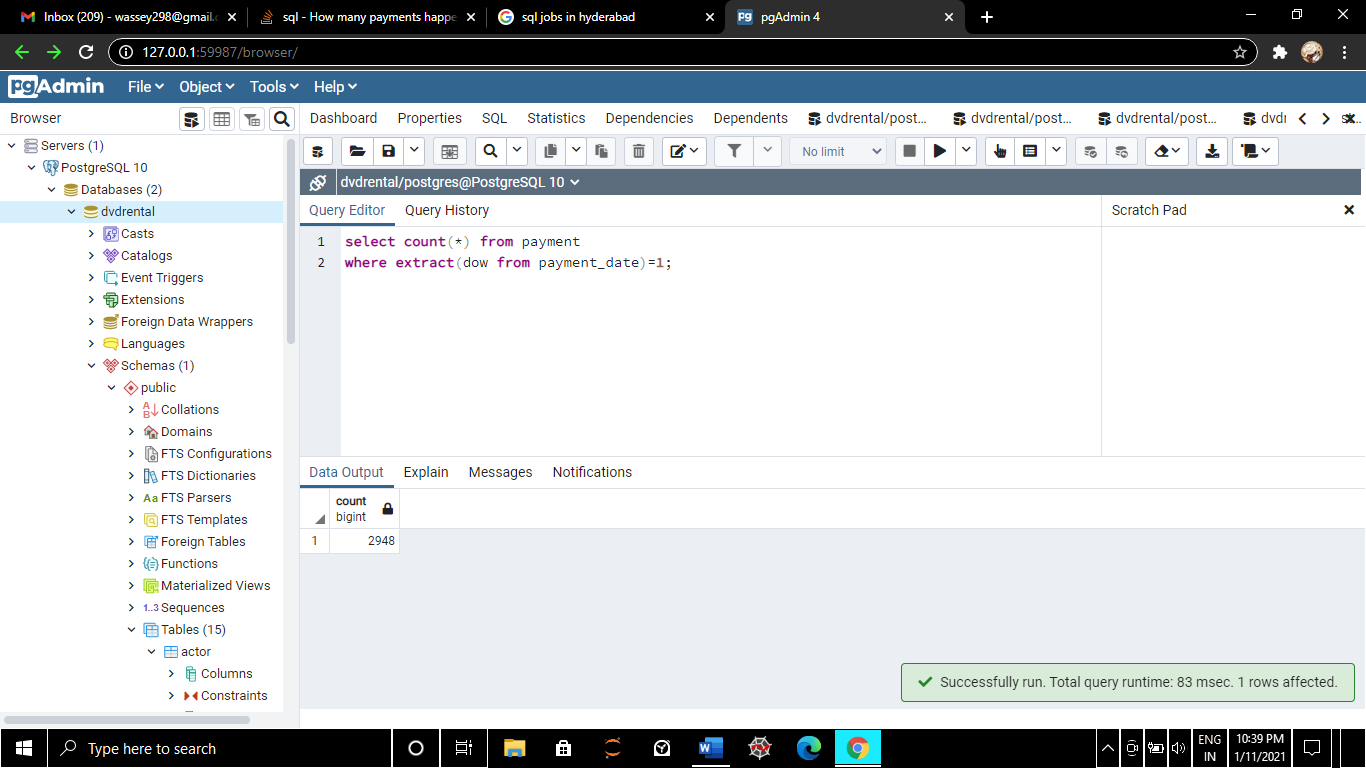 Inbox (209) - wassey298@gmail.c
sql - How many payments happe
sql jobs in hyderabad
pgAdmin 4
127.0.0.1:59987/browser/
pgAdmin File Object Tools Help
Browser
Dashboard Properties SQL Statistics Dependencies Dependents dvdrental/post... dvdrental/post... dvdrental/post... dvdr
No limit
dvdrental/postgres@PostgreSQL 10
Query Editor Query History
Scratch Pad
1 select count(*) from payment
2 where extract(dow from payment_date)=1;
Data Output Explain Messages Notifications
count
bigint
1 2948
Successfully run. Total query runtime: 83 msec. 1 rows affected.
Servers (1)
PostgreSQL 10
Databases (2)
dvdrental
Casts
Catalogs
Event Triggers
Extensions
Foreign Data Wrappers
Languages
Schemas (1)
public
Collations
Domains
FTS Configurations
FTS Dictionaries
Aa FTS Parsers
FTS Templates
Foreign Tables
Functions
Materialized Views
1..3 Sequences
Tables (15)
actor
Columns
Constraints
Type here to search
ENG
IN
10:39 PM
1/11/2021